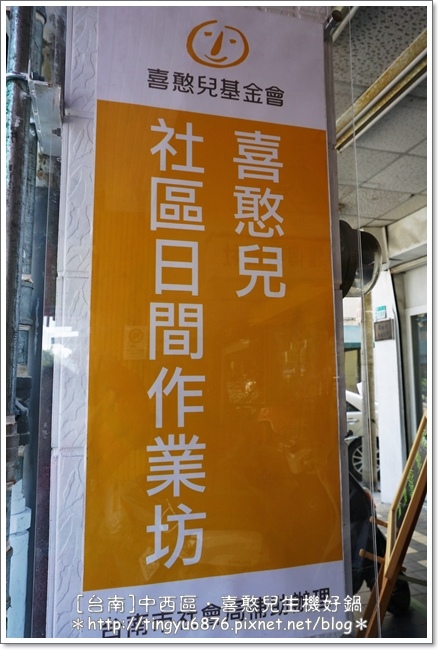 喜憨兒基金會
喜憨兒
社區日間作業坊
[台南]中西區 喜憨兒生機好鍋
*http://tingyu6876.pixnet.net/blog*